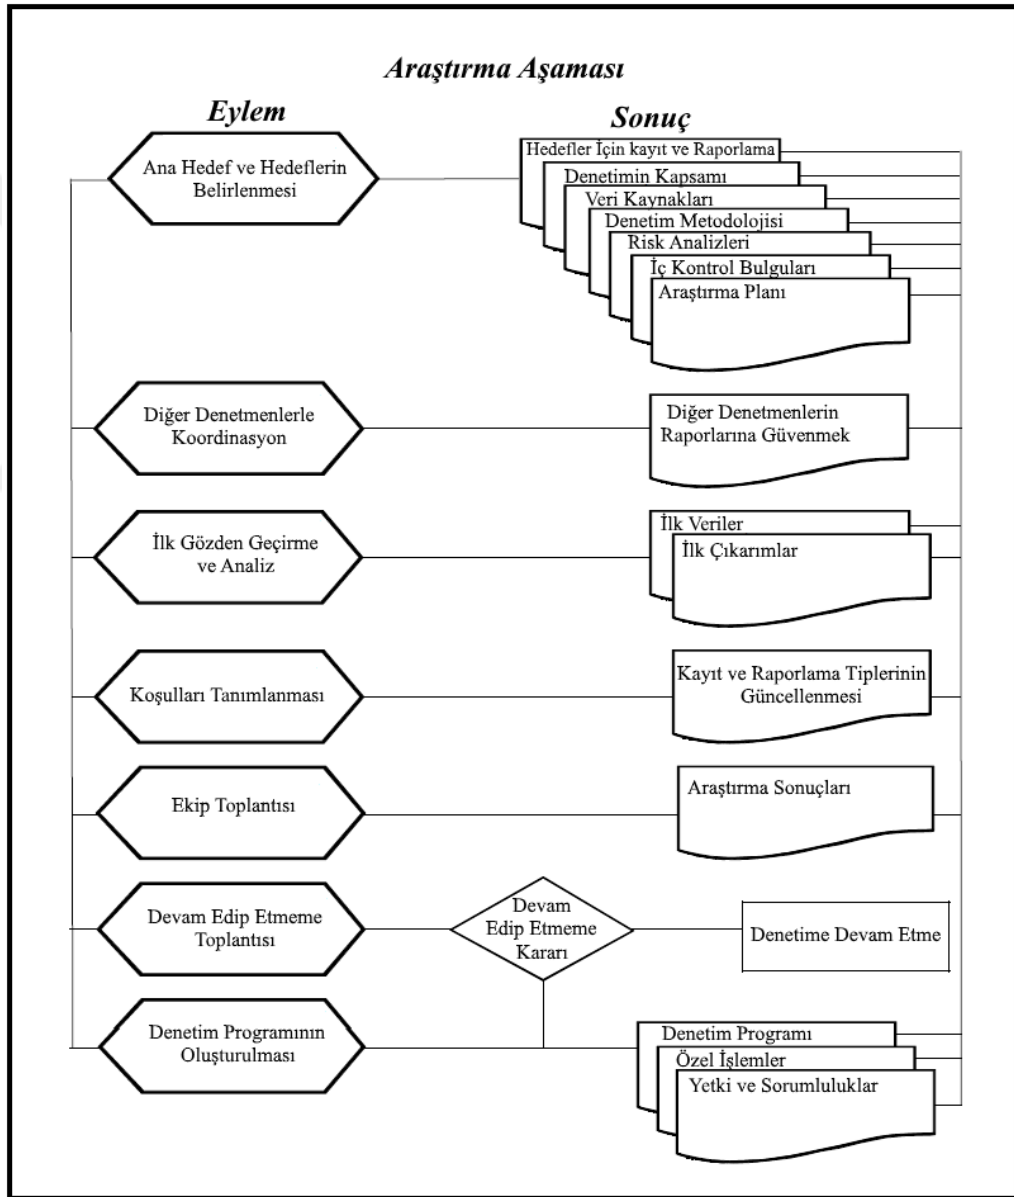 Araştırma Aşaması
Eylem
Sonuç
Ana Hedef ve Hedeflerin
Belirlenmesi
Hedefler İçin kayıt ve Raporlama
Denetimin Kapsamı
Veri Kaynakları
Denetim Metodolojisi
Risk Analizleri
İç Kontrol Bulguları
Araştırma Planı
Diğer Denetmenlerle
Koordinasyon
Diğer Denetmenlerin
Raporlarına Güvenmek
İlk Gözden Geçirme
ve Analiz
İlk Veriler
İlk Çıkarımlar
Koşulları Tanımlanması
Kayıt ve Raporlama Tiplerinin
Güncellenmesi
Ekip Toplantısı
Araştırma Sonuçları
Devam Edip Etmeme
Toplantısı
Devam
Edip Etmeme
Kararı
Denetime Devam Etme
Denetim Programının
Oluşturulması
Denetim Programı
Özel İşlemler
Yetki ve Sorumluluklar